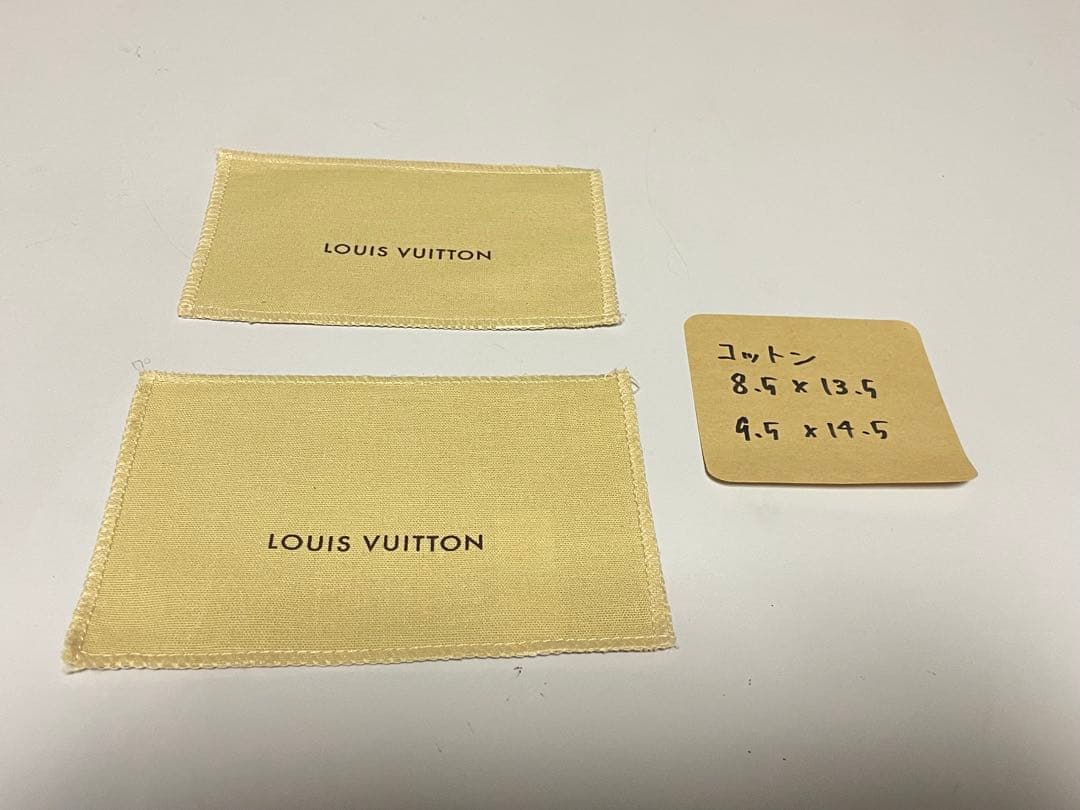 LOUIS VUITTON
LOUIS VUITTON
コットン
8.5 x 13.5
9.5 x 14.5